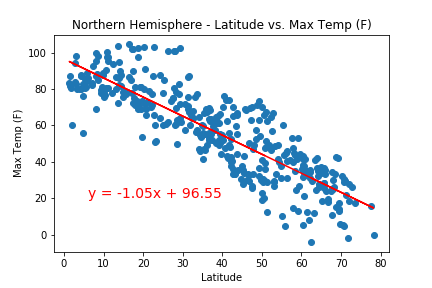 Northern Hemisphere - Latitude vs. Max Temp (F)
100
80
60
40
20
0
Max Temp (F)
y = -1.05x + 96.55
0 10 20 30 40 50 60 70 80
Latitude